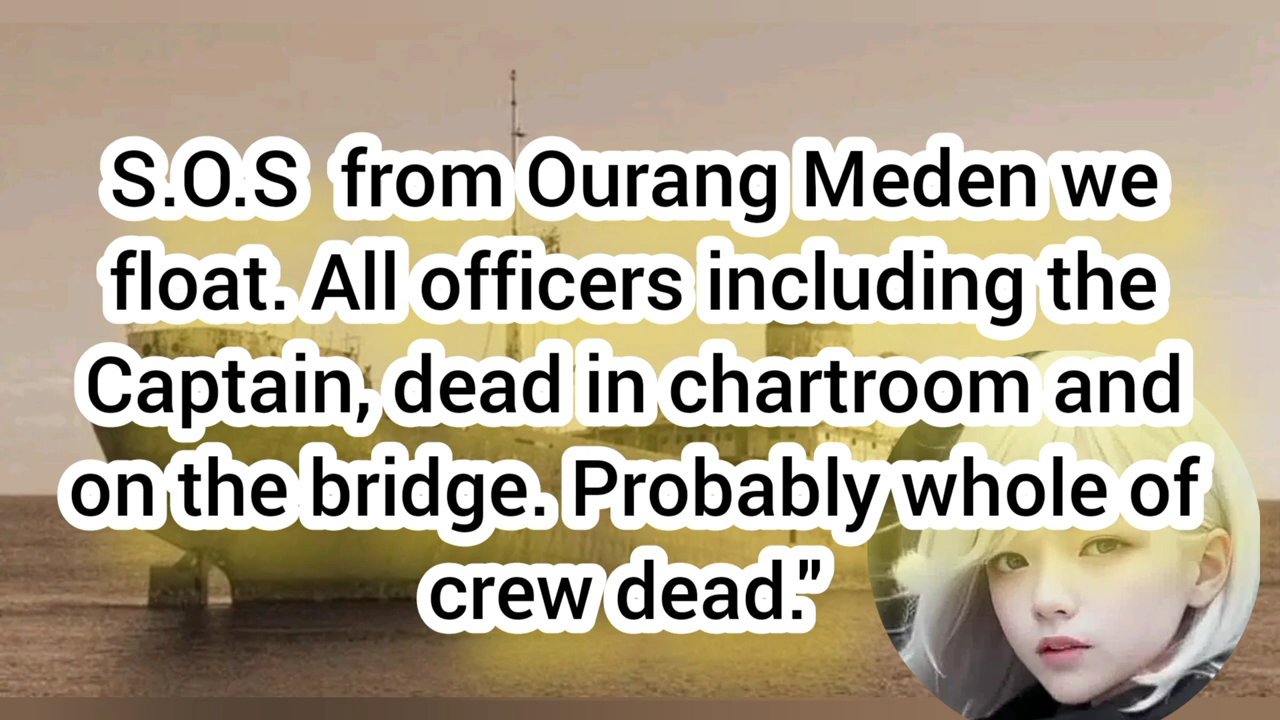 S.O.S  from Ourang Meden we
float. All officers including the
Captain, dead in chartroom and
on the bridge. Probably whole of
crew dead."